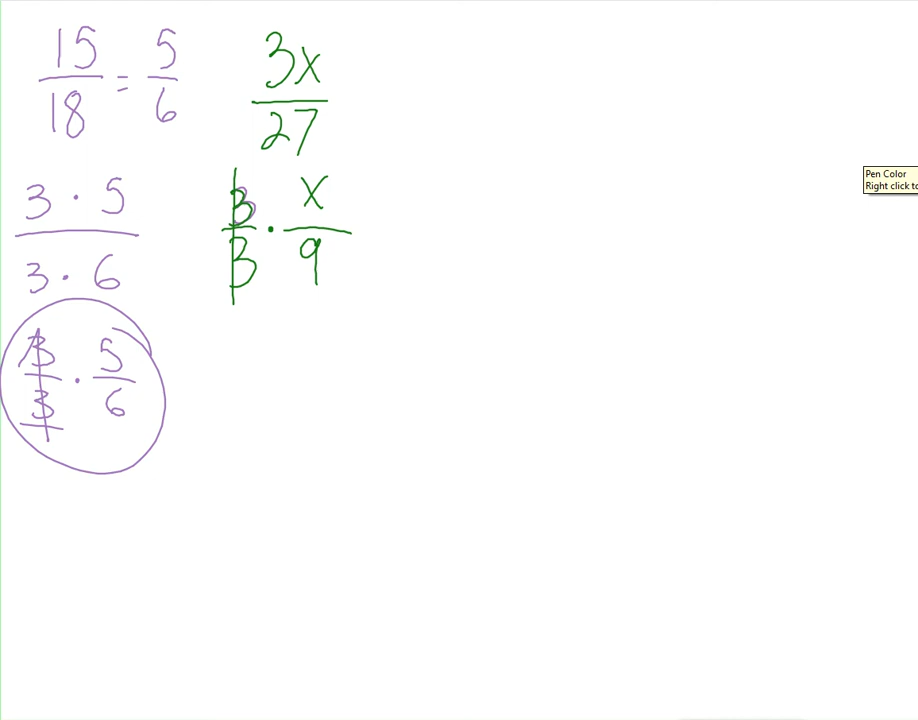 15/18 = 5/6
3 · 5
3 · 6
3/3 · 5/6
3x/27
3/3 · x/9
Pen Color
Right click to